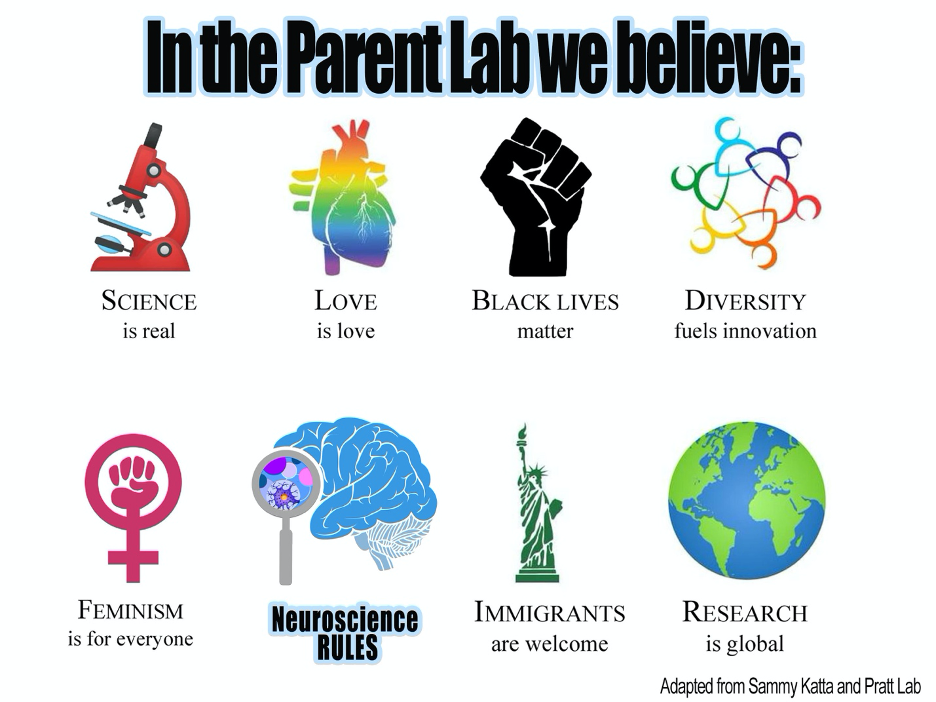 In the Parent Lab we believe:
SCIENCE
is real
LOVE
is love
BLACK LIVES
matter
DIVERSITY
fuels innovation
FEMINISM
is for everyone
Neuroscience
RULES
IMMIGRANTS
are welcome
RESEARCH
is global
Adapted from Sammy Katta and Pratt Lab